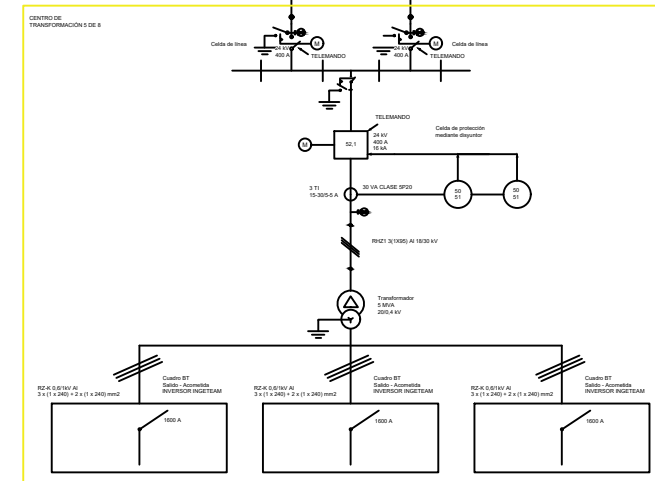 CENTRO DE
TRANSFORMACIÓN 5 DE 8
Celda de línea
M
24 kV
400 A
TELEMANDO
M
24 kV
400 A
TELEMANDO
Celda de línea
TELEMANDO
M
52,1
24 kV
400 A
16 kA
Celda de protección
mediante disyuntor
3 TI
15-30/5-5 A
30 VA CLASE 5P20
50
51
50
51
RHZ1 3(1X95) Al 18/30 kV
Transformador
5 MVA
20/0,4 kV
RZ-K 0,6/1kV Al
3 x (1 x 240) + 2 x (1 x 240) mm2
Cuadro BT
Salido - Acometida
INVERSOR INGETEAM
1600 A
RZ-K 0,6/1kV Al
3 x (1 x 240) + 2 x (1 x 240) mm2
Cuadro BT
Salido - Acometida
INVERSOR INGETEAM
1600 A
RZ-K 0,6/1kV Al
3 x (1 x 240) + 2 x (1 x 240) mm2
Cuadro BT
Salido - Acometida
INVERSOR INGETEAM
1600 A